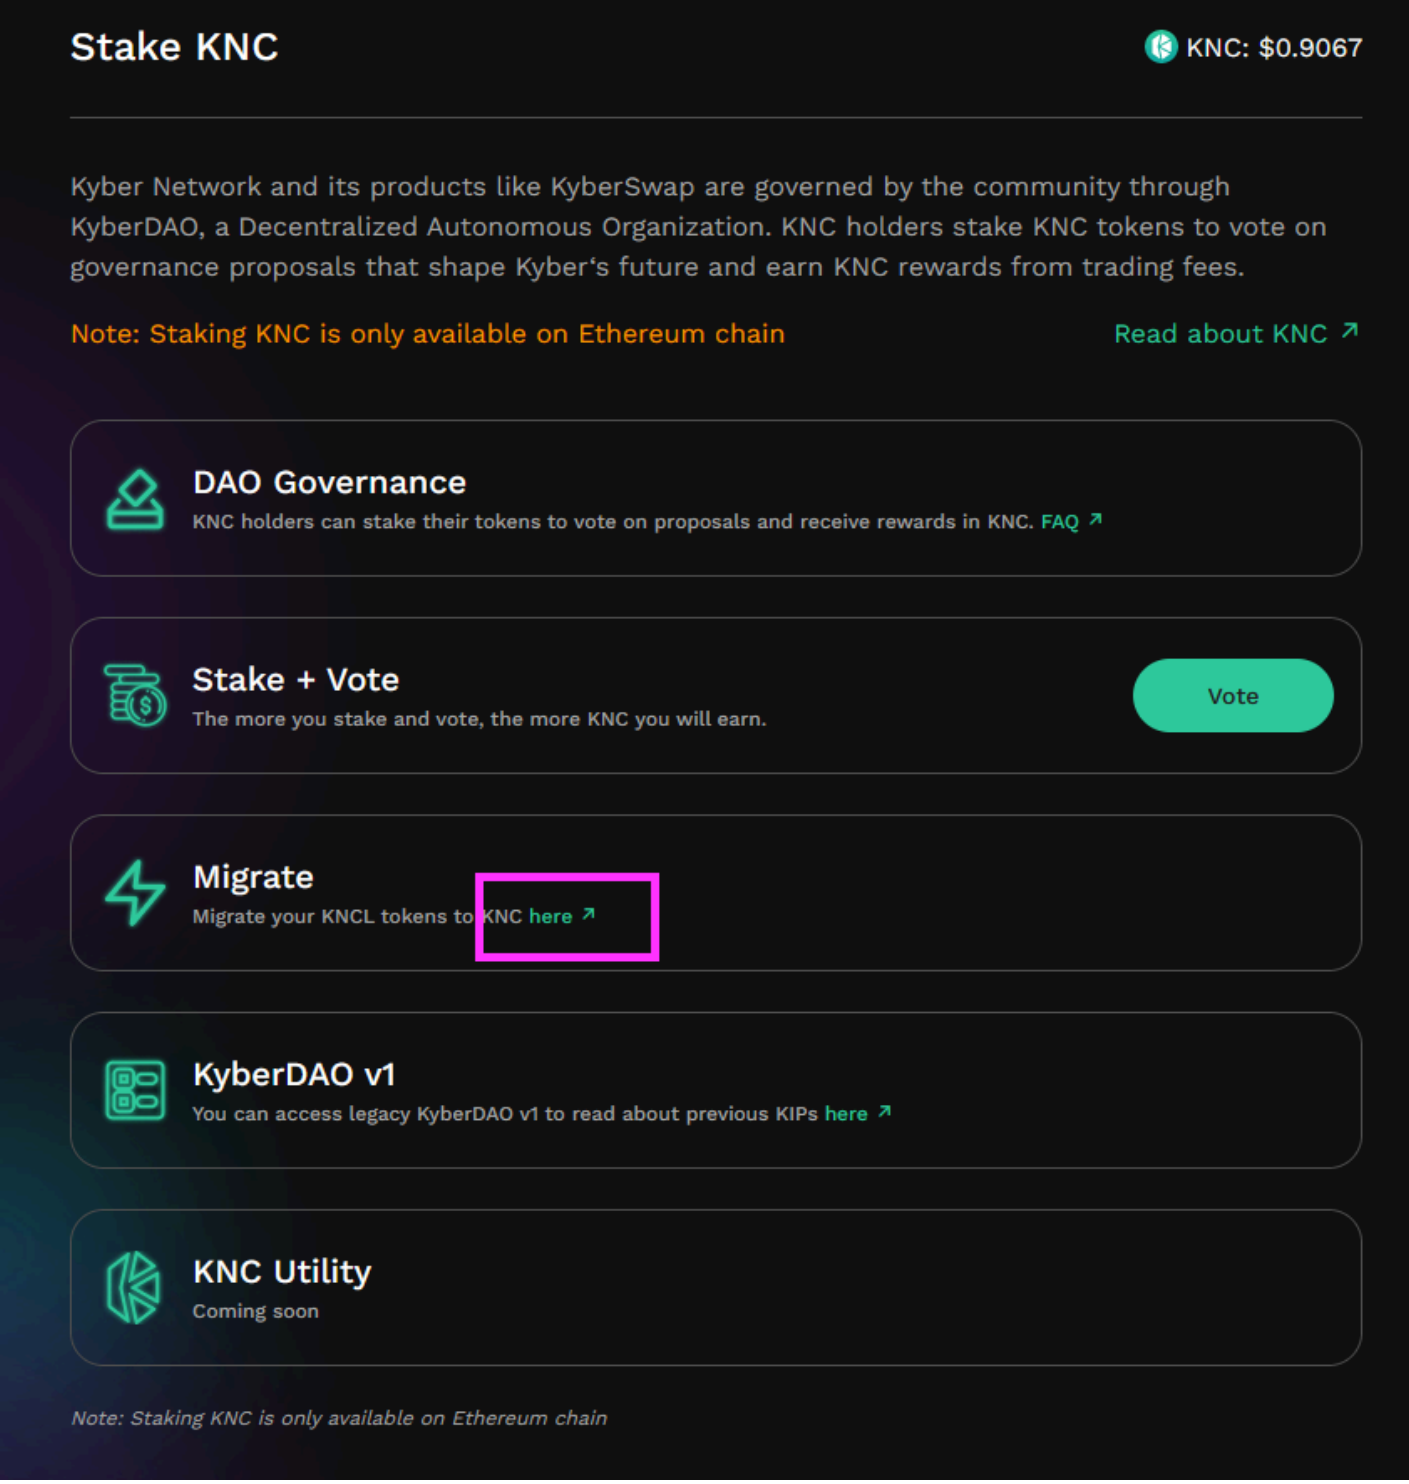 Stake KNC
KNC: $0.9067
Kyber Network and its products like KyberSwap are governed by the community through
KyberDAO, a Decentralized Autonomous Organization. KNC holders stake KNC tokens to vote on
governance proposals that shape Kyber‘s future and earn KNC rewards from trading fees.
Note: Staking KNC is only available on Ethereum chain
Read about KNC ↗
DAO Governance
KNC holders can stake their tokens to vote on proposals and receive rewards in KNC. FAQ ↗
Stake + Vote
The more you stake and vote, the more KNC you will earn.
Vote
Migrate
Migrate your KNCL tokens to KNC here ↗
KyberDAO v1
You can access legacy KyberDAO v1 to read about previous KIPs here ↗
KNC Utility
Coming soon
Note: Staking KNC is only available on Ethereum chain